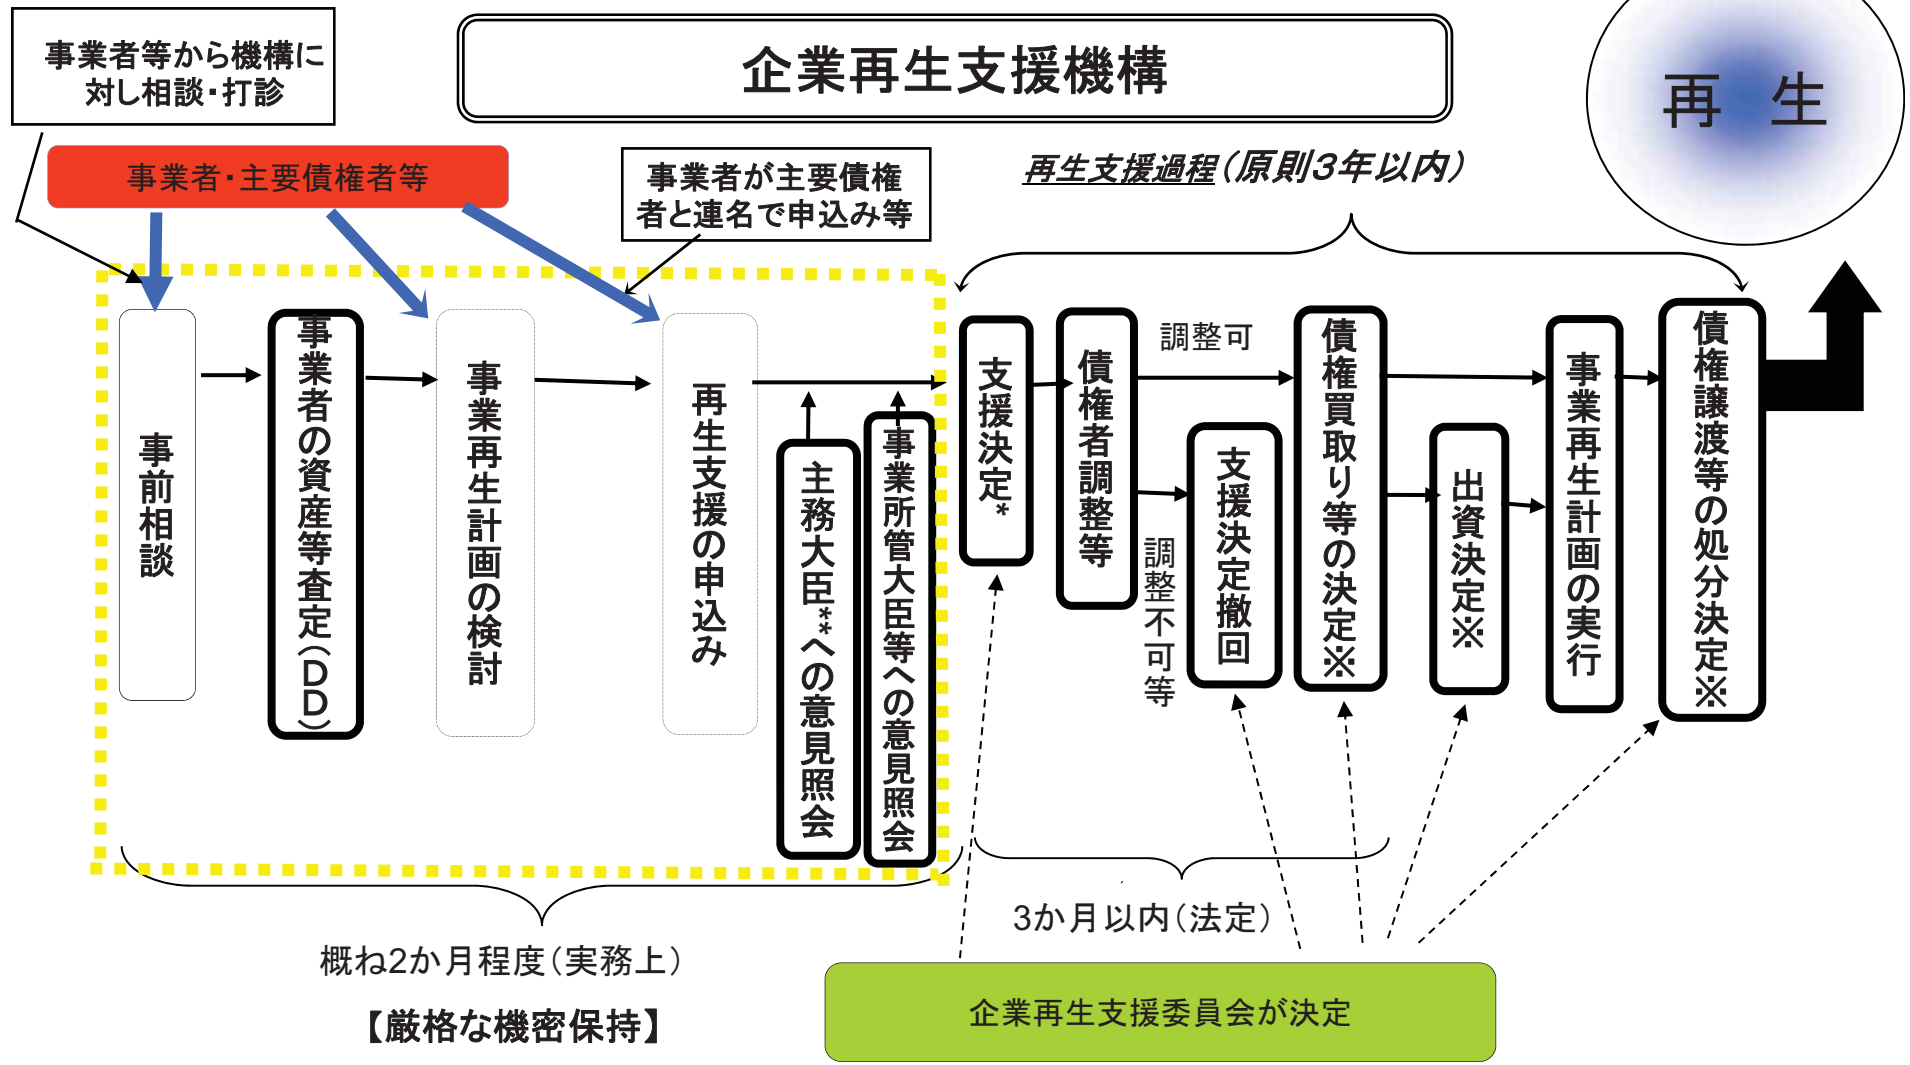 事業者等から機構に
対し相談・打診
企業再生支援機構
再 生
事業者・主要債権者等
事業者が主要債権
者と連名で申込み等
再生支援過程（原則３年以内）
事前相談
事業者の資産等査定（ＤＤ）
事業再生計画の検討
再生支援の申込み
主務大臣**への意見照会
事業所管大臣等への意見照会
支援決定*
債権者調整等
調整可
調整不可等
支援決定撤回
債権買取り等の決定※
出資決定※
事業再生計画の実行
債権譲渡等の処分決定※
概ね2か月程度（実務上）
【厳格な機密保持】
3か月以内（法定）
企業再生支援委員会が決定